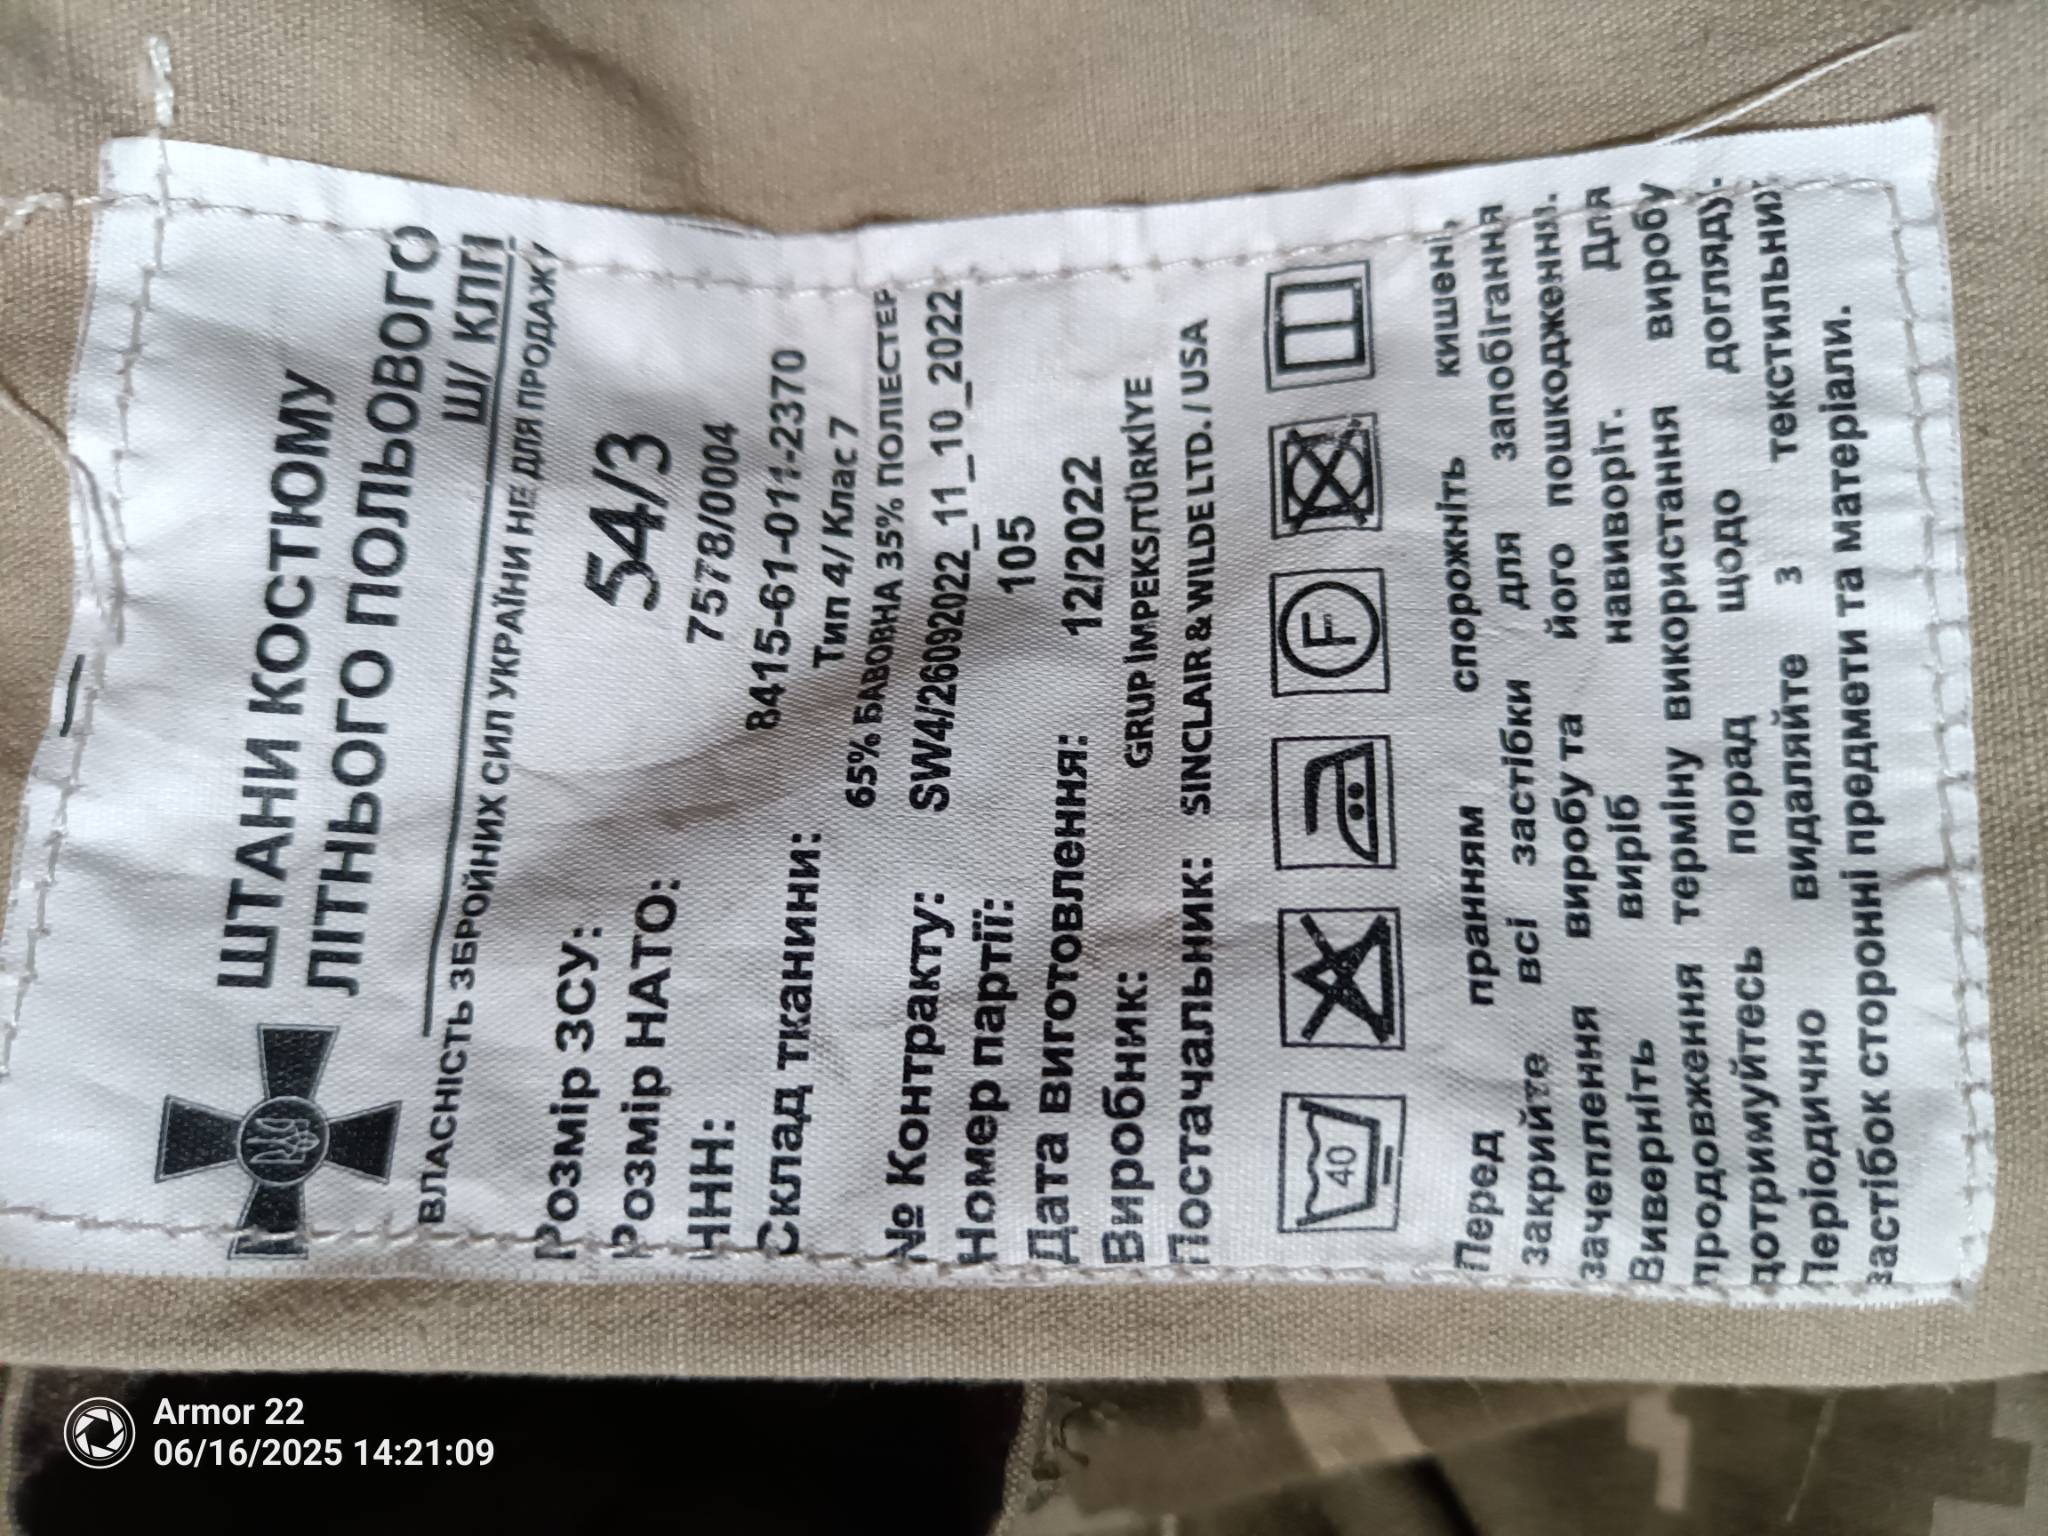 ШТАНИ КОСТЮМУ
ЛІТНЬОГО ПОЛЬОВОГО
Ш/ КЛП
ВЛАСНІСТЬ ЗБРОЙНИХ СИЛ УКРАЇНИ НЕ ДЛЯ ПРОДАЖУ
Розмір ЗСУ: 54/3
Розмір НАТО: 7578/0004
ННН: 8415-61-011-2370
Склад тканини: Тип 4/ Клас 7
65% БАВОВНА 35% ПОЛІЕСТЕР
№ Контракту: SW4/26092022_11_10_2022
Номер партії: 105
Дата виготовлення: 12/2022
Виробник: GRUP İMPEKS/TÜRKİYE
Постачальник: SINCLAIR & WILDE LTD. / USA
40
F
Перед пранням спорожніть кишені,
закрийте всі застібки для запобігання
зачеплення виробу та його пошкодження.
Виверніть виріб навиворіт. Для
продовження терміну використання виробу
дотримуйтесь порад щодо догляду.
Періодично видаляйте з текстильних
застібок сторонні предмети та матеріали.
Armor 22
06/16/2025 14:21:09